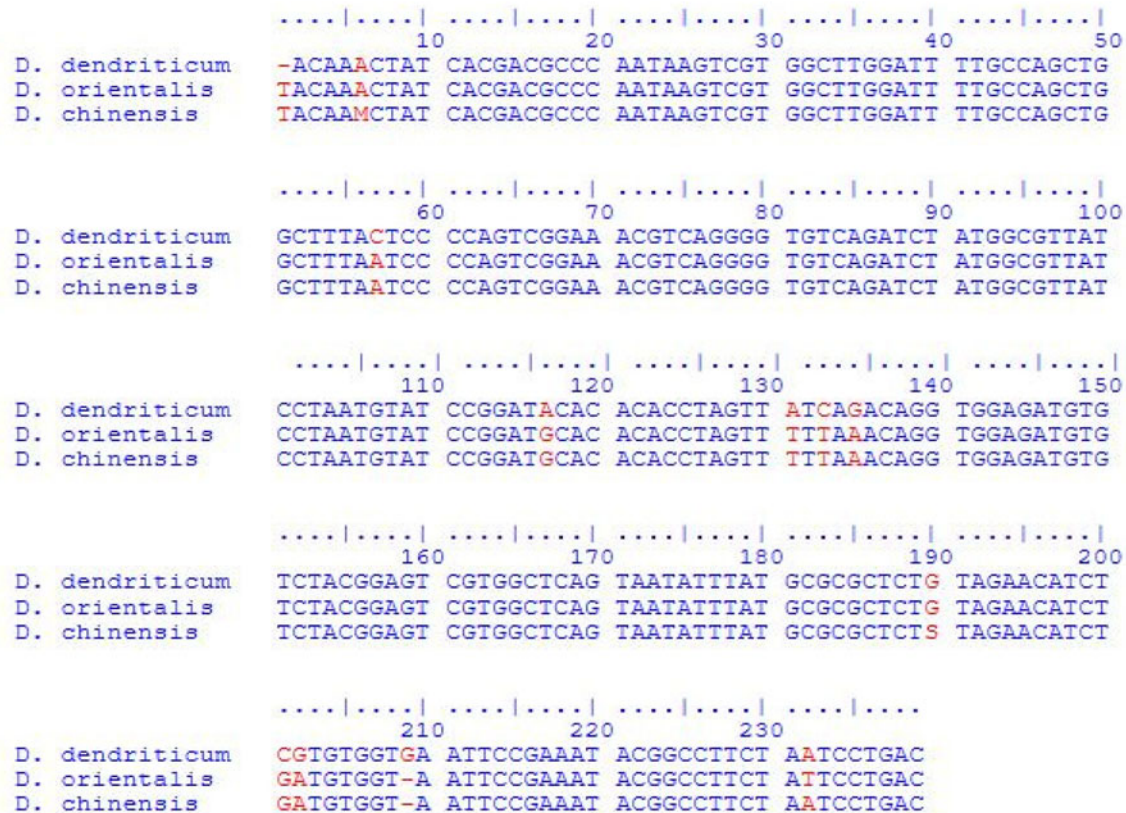 ....|....| ....|....| ....|....| ....|....| ....|....|
10 20 30 40 50
D. dendriticum -ACAAACTAT CACGACGCCC AATAAGTCGT GGCTTGGATT TTGCCAGCTG
D. orientalis TACAAACTAT CACGACGCCC AATAAGTCGT GGCTTGGATT TTGCCAGCTG
D. chinensis TACAAMCTAT CACGACGCCC AATAAGTCGT GGCTTGGATT TTGCCAGCTG
....|....| ....|....| ....|....| ....|....| ....|....|
60 70 80 90 100
D. dendriticum GCTTTACTCC CCAGTCGGAA ACGTCAGGGG TGTCAGATCT ATGGCGTTAT
D. orientalis GCTTTAATCC CCAGTCGGAA ACGTCAGGGG TGTCAGATCT ATGGCGTTAT
D. chinensis GCTTTAATCC CCAGTCGGAA ACGTCAGGGG TGTCAGATCT ATGGCGTTAT
....|....| ....|....| ....|....| ....|....| ....|....|
110 120 130 140 150
D. dendriticum CCTAATGTAT CCGGATACAC ACACCTAGTT ATCAGACAGG TGGAGATGTG
D. orientalis CCTAATGTAT CCGGATGCAC ACACCTAGTT TTTAAACAGG TGGAGATGTG
D. chinensis CCTAATGTAT CCGGATGCAC ACACCTAGTT TTTAAACAGG TGGAGATGTG
....|....| ....|....| ....|....| ....|....| ....|....|
160 170 180 190 200
D. dendriticum TCTACGGAGT CGTGGCTCAG TAATATTTAT GCGCGCTCTG TAGAACATCT
D. orientalis TCTACGGAGT CGTGGCTCAG TAATATTTAT GCGCGCTCTG TAGAACATCT
D. chinensis TCTACGGAGT CGTGGCTCAG TAATATTTAT GCGCGCTCTS TAGAACATCT
....|....| ....|....| ....|....| ....|....
210 220 230
D. dendriticum CGTGTGGTGA ATTCCGAAAT ACGGCCTTCT AATCCTGAC
D. orientalis GATGTGGT-A ATTCCGAAAT ACGGCCTTCT ATTCCTGAC
D. chinensis GATGTGGT-A ATTCCGAAAT ACGGCCTTCT AATCCTGAC